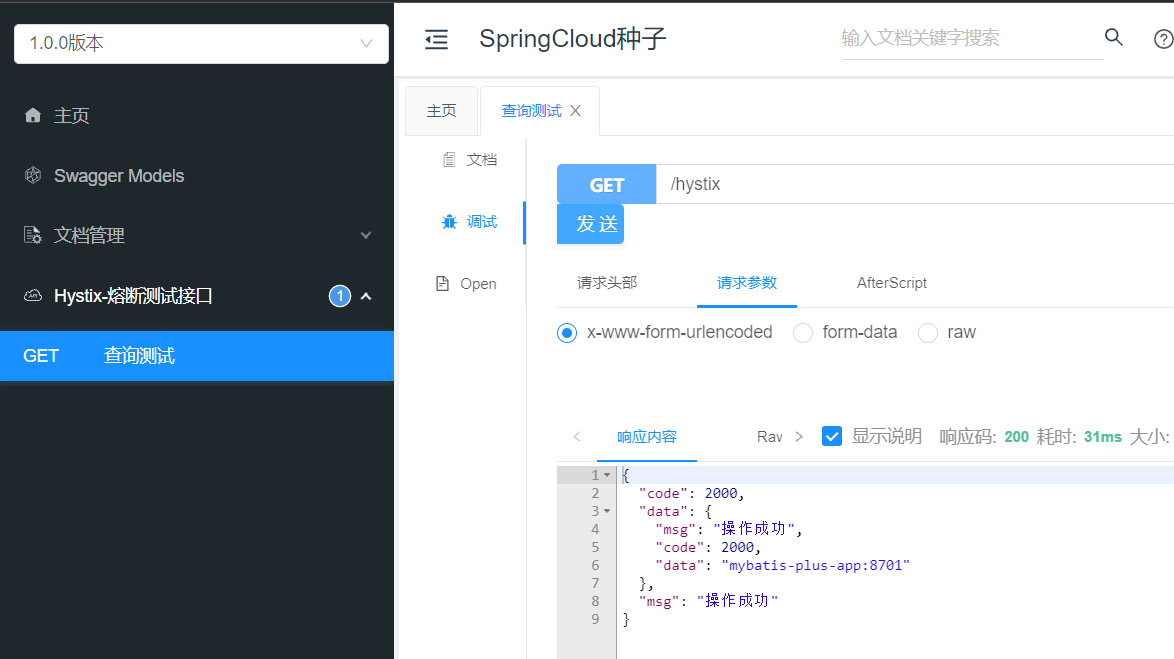 1.0.0版本
主页
Swagger Models
文档管理
Hystix-熔断测试接口 1
GET 查询测试
SpringCloud种子
输入文档关键字搜索
主页 查询测试
文档
调试
Open
GET /hystix
发 送
请求头部 请求参数 AfterScript
x-www-form-urlencoded form-data raw
响应内容 Raw 显示说明 响应码: 200 耗时: 31ms 大小:
1 {
2 "code": 2000,
3 "data": {
4 "msg": "操作成功",
5 "code": 2000,
6 "data": "mybatis-plus-app:8701"
7 },
8 "msg": "操作成功"
9 }